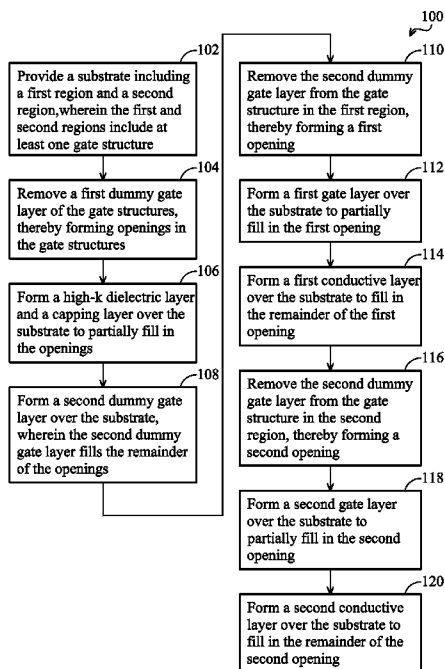 100
102
Provide a substrate including
a first region and a second
region,wherein the first and
second regions include at
least one gate structure
104
Remove a first dummy gate
layer of the gate structures,
thereby forming openings in
the gate structures
106
Form a high-k dielectric layer
and a capping layer over the
substrate to partially fill in
the openings
108
Form a second dummy gate
layer over the substrate,
wherein the second dummy
gate layer fills the remainder
of the openings
110
Remove the second dummy
gate layer from the gate
structure in the first region,
thereby forming a first
opening
112
Form a first gate layer over
the substrate to partially
fill in the first opening
114
Form a first conductive layer
over the substrate to fill in
the remainder of the first
opening
116
Remove the second dummy
gate layer from the gate
structure in the second
region, thereby forming a
second opening
118
Form a second gate layer
over the substrate to
partially fill in the second
opening
120
Form a second conductive
layer over the substrate to
fill in the remainder of the
second opening